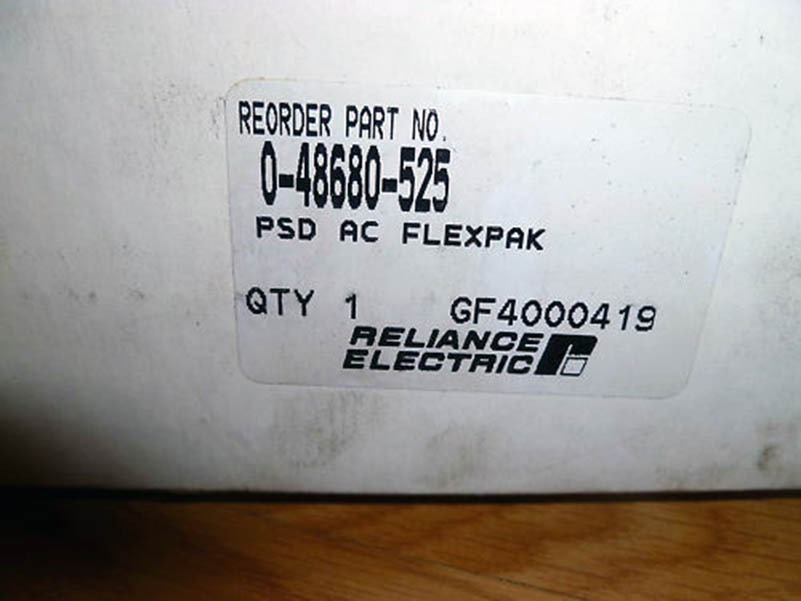 REORDER PART NO.
0-48680-525
PSD AC FLEXPAK
QTY 1 GF4000419
RELIANCE
ELECTRIC